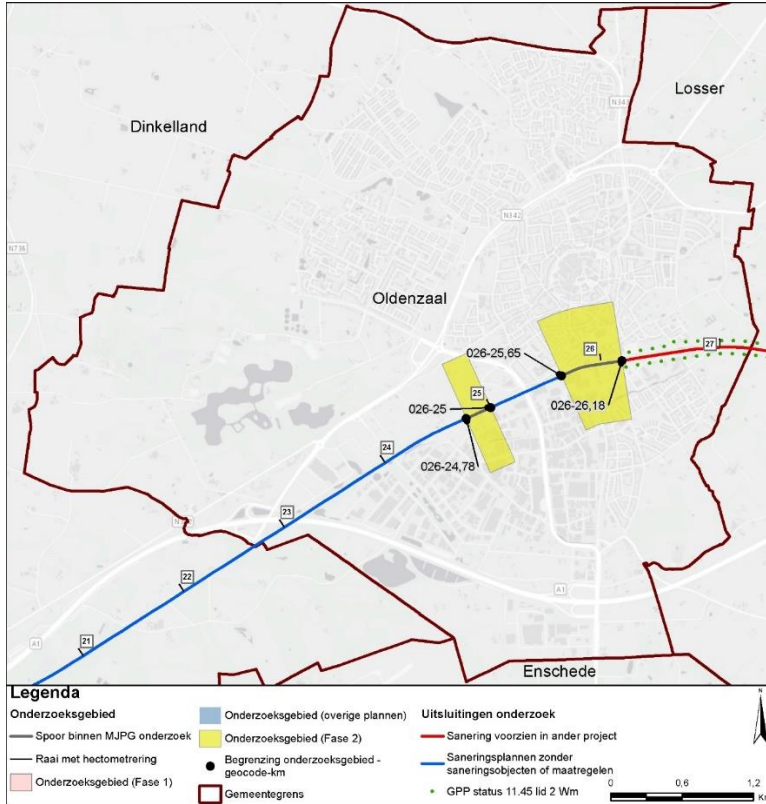 Losser
N343
Dinkelland
N342
N736
Oldenzaal
026-25,65
26
27
026-26,18
026-25
25
026-24,78
24
23
22
A1
21
A1
Enschede
Legenda
Onderzoeksgebied
Spoor binnen MJPG onderzoek
Raai met hectometrering
Onderzoeksgebied (Fase 1)
Onderzoeksgebied (overige plannen)
Onderzoeksgebied (Fase 2)
Begrenzing onderzoeksgebied -
geocode-km
Gemeentegrens
Uitsluitingen onderzoek
Sanering voorzien in ander project
Saneringsplannen zonder
saneringsobjecten of maatregelen
GPP status 11.45 lid 2 Wm
N
0 0,6 1,2